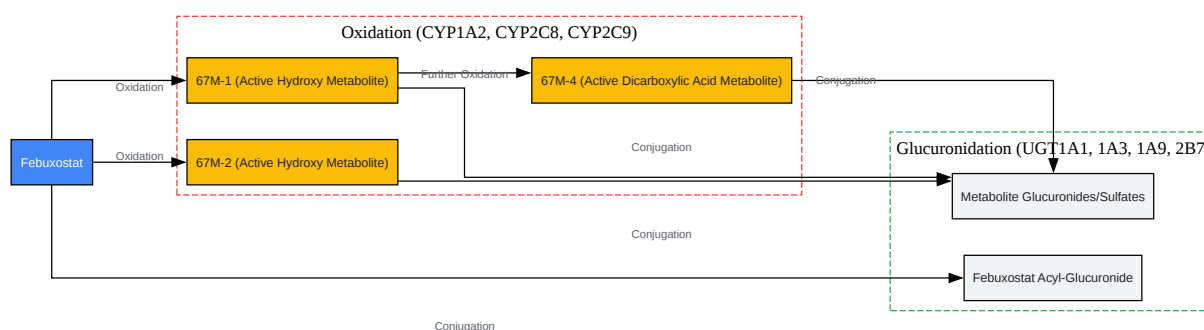 Oxidation (CYP1A2, CYP2C8, CYP2C9)
67M-1 (Active Hydroxy Metabolite)
Further Oxidation
67M-4 (Active Dicarboxylic Acid Metabolite)
Conjugation
Oxidation
Febuxostat
Oxidation
67M-2 (Active Hydroxy Metabolite)
Conjugation
Glucuronidation (UGT1A1, 1A3, 1A9, 2B7
Metabolite Glucuronides/Sulfates
Conjugation
Febuxostat Acyl-Glucuronide
Conjugation